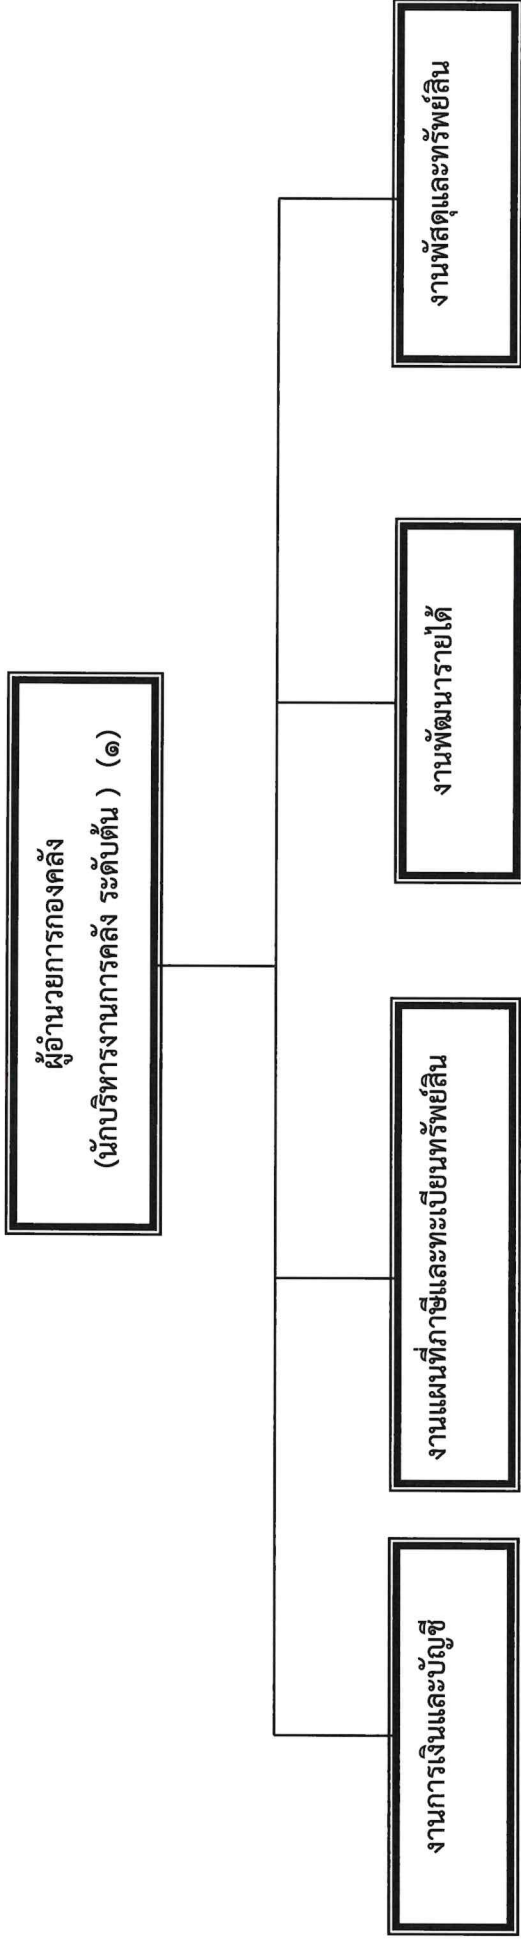 ผู้อำนวยการกองคลัง
(นักบริหารงานการคลัง ระดับต้น ) (๑)
งานการเงินและบัญชี
งานแผนที่ภาษีและทะเบียนทรัพย์สิน
งานพัฒนารายได้
งานพัสดุและทรัพย์สิน